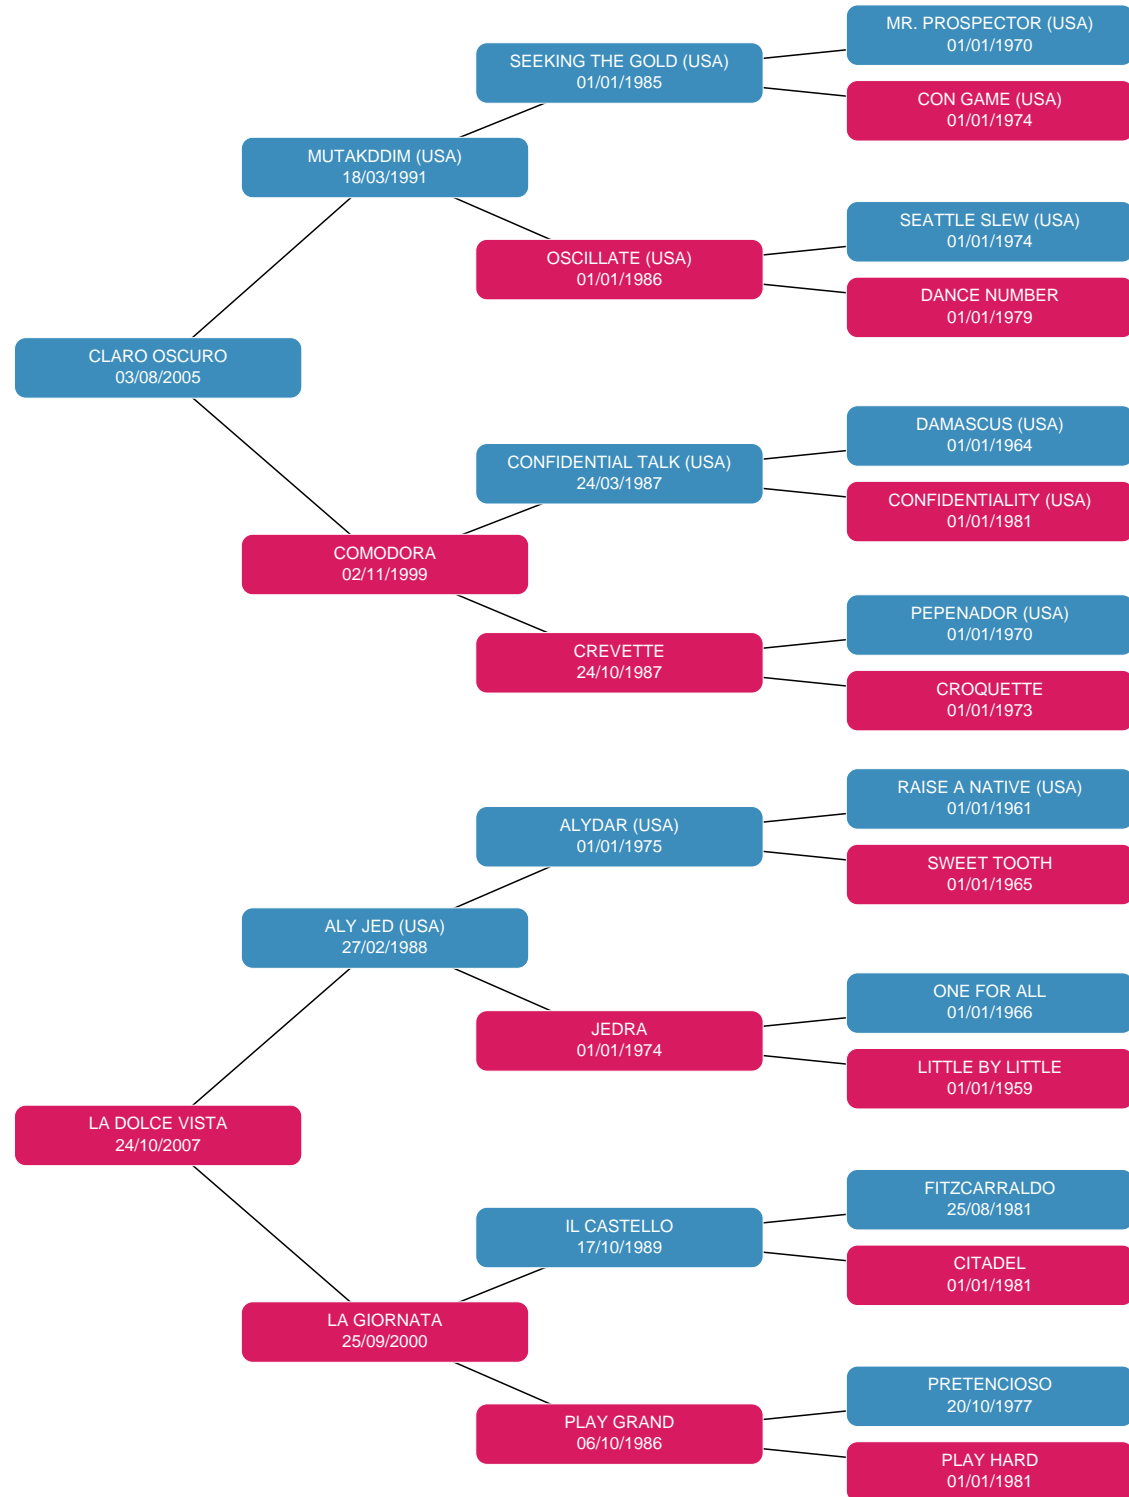 MR. PROSPECTOR (USA)
01/01/1970
SEEKING THE GOLD (USA)
01/01/1985
CON GAME (USA)
01/01/1974
MUTAKDDIM (USA)
18/03/1991
SEATTLE SLEW (USA)
01/01/1974
OSCILLATE (USA)
01/01/1986
DANCE NUMBER
01/01/1979
CLARO OSCURO
03/08/2005
DAMASCUS (USA)
01/01/1964
CONFIDENTIAL TALK (USA)
24/03/1987
CONFIDENTIALITY (USA)
01/01/1981
COMODORA
02/11/1999
PEPENADOR (USA)
01/01/1970
CREVETTE
24/10/1987
CROQUETTE
01/01/1973
RAISE A NATIVE (USA)
01/01/1961
ALYDAR (USA)
01/01/1975
SWEET TOOTH
01/01/1965
ALY JED (USA)
27/02/1988
ONE FOR ALL
01/01/1966
JEDRA
01/01/1974
LITTLE BY LITTLE
01/01/1959
LA DOLCE VISTA
24/10/2007
FITZCARRALDO
25/08/1981
IL CASTELLO
17/10/1989
CITADEL
01/01/1981
LA GIORNATA
25/09/2000
PRETENCIOSO
20/10/1977
PLAY GRAND
06/10/1986
PLAY HARD
01/01/1981